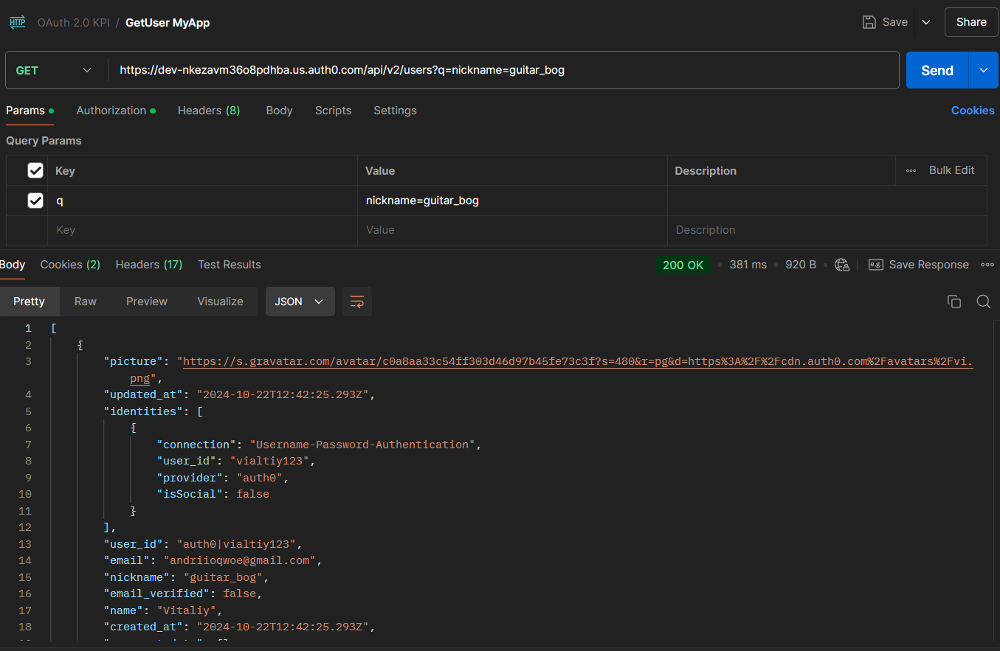 HTTP OAuth 2.0 KPI / GetUser MyApp Save Share
GET https://dev-nkezavm36o8pdhba.us.auth0.com/api/v2/users?q=nickname=guitar_bog Send
Params Authorization Headers (8) Body Scripts Settings Cookies
Query Params
Key Value Description Bulk Edit
q nickname=guitar_bog
Key Value Description
Body Cookies (2) Headers (17) Test Results 200 OK 381 ms 920 B e.g. Save Response
Pretty Raw Preview Visualize JSON
1 [
2 {
3 "picture": "https://s.gravatar.com/avatar/c0a8aa33c54ff303d46d97b45fe73c3f?s=480&r=pg&d=https%3A%2F%2Fcdn.auth0.com%2Favatars%2Fvi.
png",
4 "updated_at": "2024-10-22T12:42:25.293Z",
5 "identities": [
6 {
7 "connection": "Username-Password-Authentication",
8 "user_id": "vialtiy123",
9 "provider": "auth0",
10 "isSocial": false
11 }
12 ],
13 "user_id": "auth0|vialtiy123",
14 "email": "andriioqwoe@gmail.com",
15 "nickname": "guitar_bog",
16 "email_verified": false,
17 "name": "Vitaliy",
18 "created_at": "2024-10-22T12:42:25.293Z",